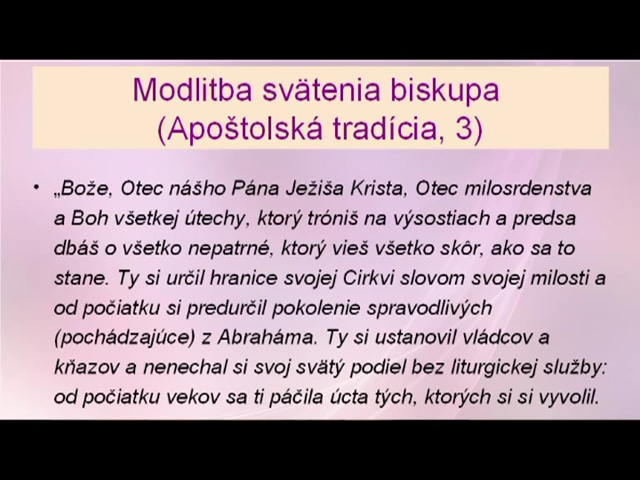 Modlitba svätenia biskupa
(Apoštolská tradícia, 3)
• „Bože, Otec nášho Pána Ježiša Krista, Otec milosrdenstva
a Boh všetkej útechy, ktorý tróniš na výsostiach a predsa
dbáš o všetko nepatrné, ktorý vieš všetko skôr, ako sa to
stane. Ty si určil hranice svojej Cirkvi slovom svojej milosti a
od počiatku si predurčil pokolenie spravodlivých
(pochádzajúce) z Abraháma. Ty si ustanovil vládcov a
kňazov a nenechal si svoj svätý podiel bez liturgickej služby:
od počiatku vekov sa ti páčila úcta tých, ktorých si si vyvolil.